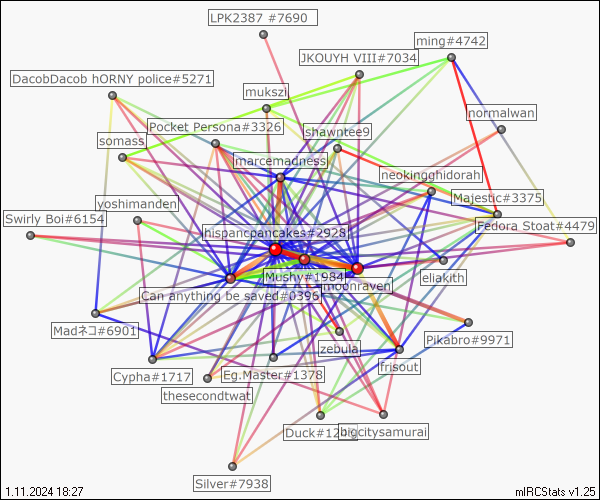 LPK2387 #7690
ming#4742
JKOUYH VIII#7034
DacobDacob hORNY police#5271
mukszi
normalwan
Pocket Persona#3326
shawntee9
somass
marcemadness
neokingghidorah
Majestic#3375
yoshimanden
Swirly Boi#6154
Fedora Stoat#4479
hispancpancakes#2928
Mushy#1984
eliakith
moonraven
Can anything be saved#0396
Madネコ#6901
Pikabro#9971
zebula
frisout
Cypha#1717
Eg.Master#1378
thesecondtwat
Duck#12
bigcitysamurai
Silver#7938
1.11.2024 18:27
mIRCStats v1.25